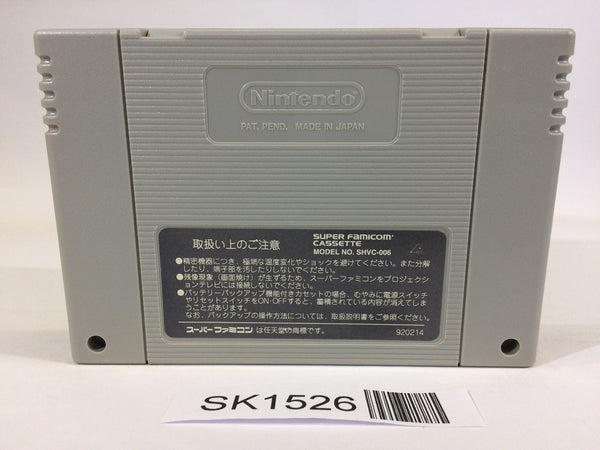 Nintendo
PAT. PEND. MADE IN JAPAN
取扱い上のご注意
SUPER FAMICOM
CASSETTE
MODEL NO. SHVC-006
●精密機器につき、極端な温度変化やショックを避けてください。また分解
したり、端子部を汚したりしないでください。
●残像現象(画面焼け)が生ずるため、スーパーファミコンをプロジェクシ
ョンテレビには接続しないでください。
●バッテリーバックアップ機能付きカセットの場合、むやみに電源スイッチ
やリセットスイッチをON・OFFすると、蓄積されている内容が消えてしま
うことがあります。
なお、バックアップの操作方法については、取扱説明書をご参照ください。
スーパーファミコン は任天堂の商標です。
920214
SK1526